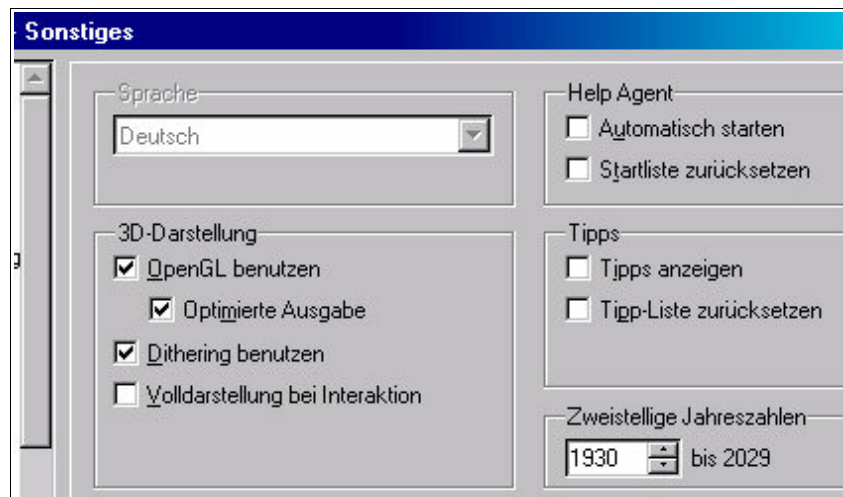 - Sonstiges
Sprache
Deutsch
3D-Darstellung
OpenGL benutzen
Optimierte Ausgabe
Dithering benutzen
Volldarstellung bei Interaktion
Help Agent
Automatisch starten
Startliste zurücksetzen
Tipps
Tipps anzeigen
Tipp-Liste zurücksetzen
Zweistellige Jahreszahlen
1930 bis 2029